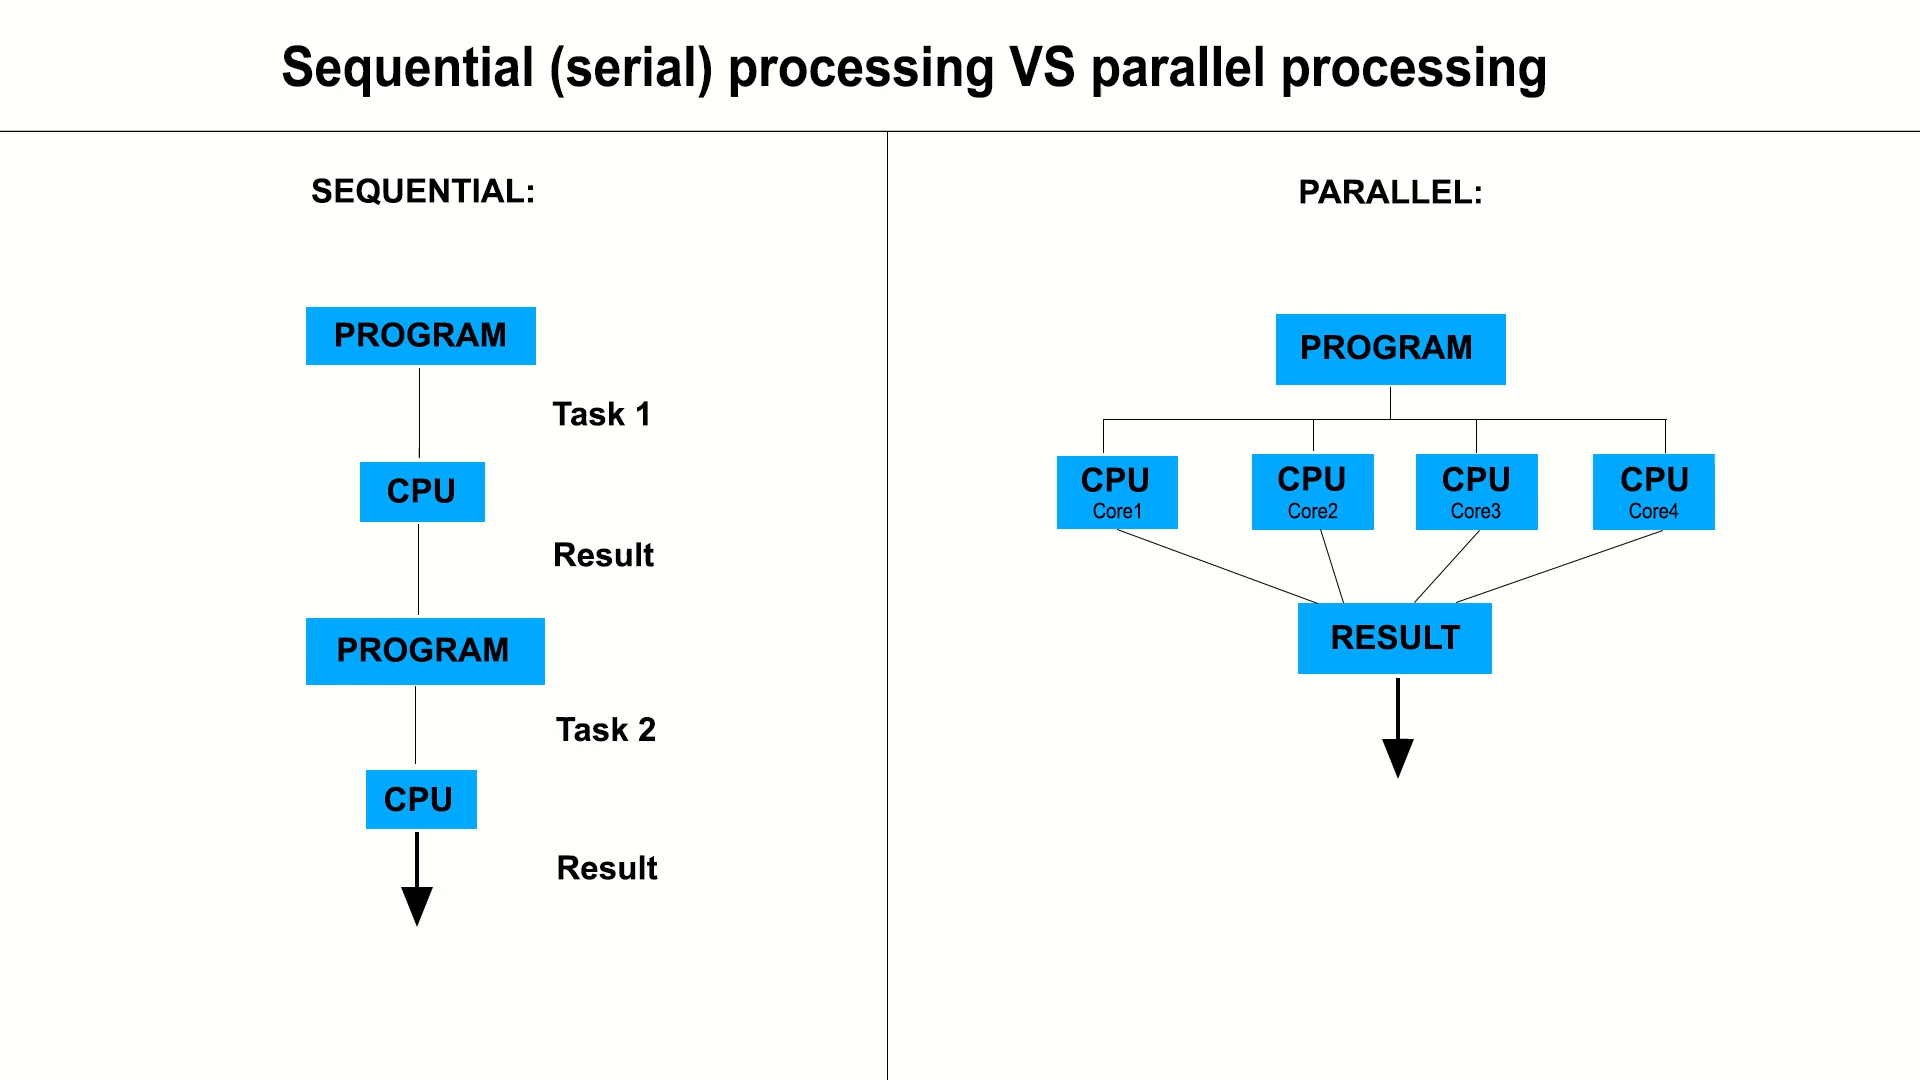 Sequential (serial) processing VS parallel processing
SEQUENTIAL:
PROGRAM
Task 1
CPU
Result
PROGRAM
Task 2
CPU
Result
PARALLEL:
PROGRAM
CPU
Core1
CPU
Core2
CPU
Core3
CPU
Core4
RESULT